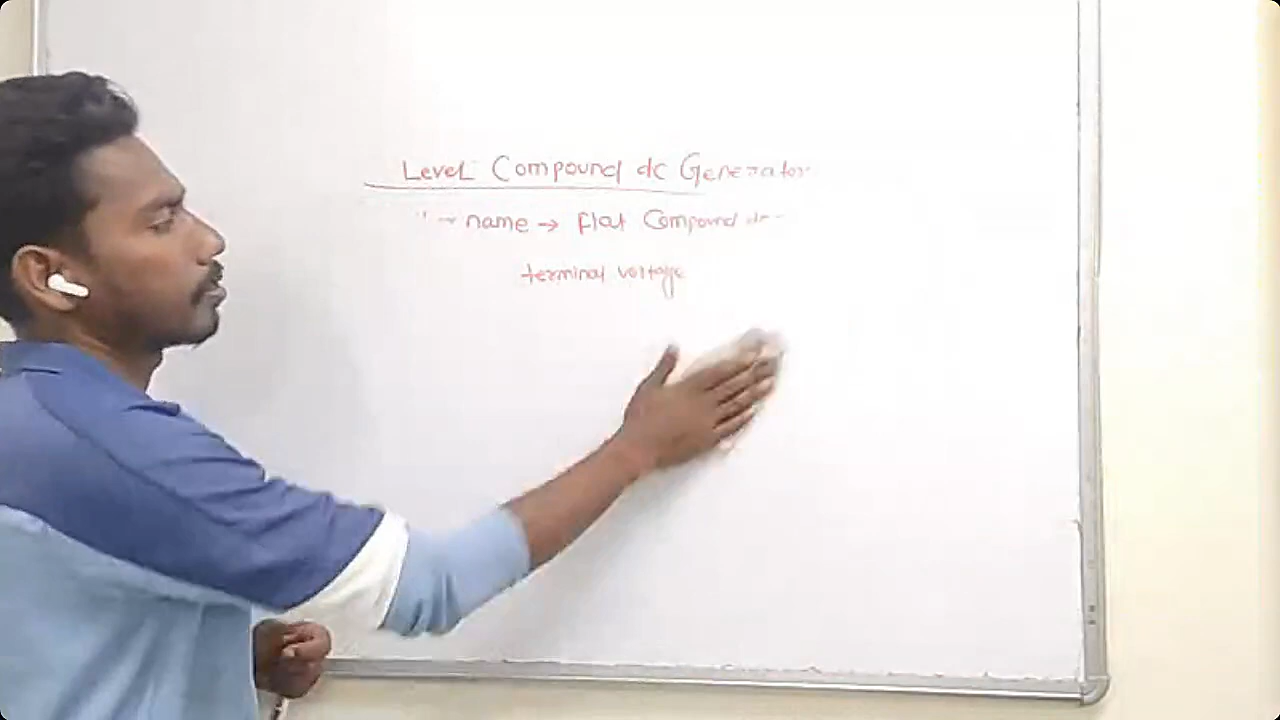 Level Compound dc Generator
name → flat Compound
terminal voltage